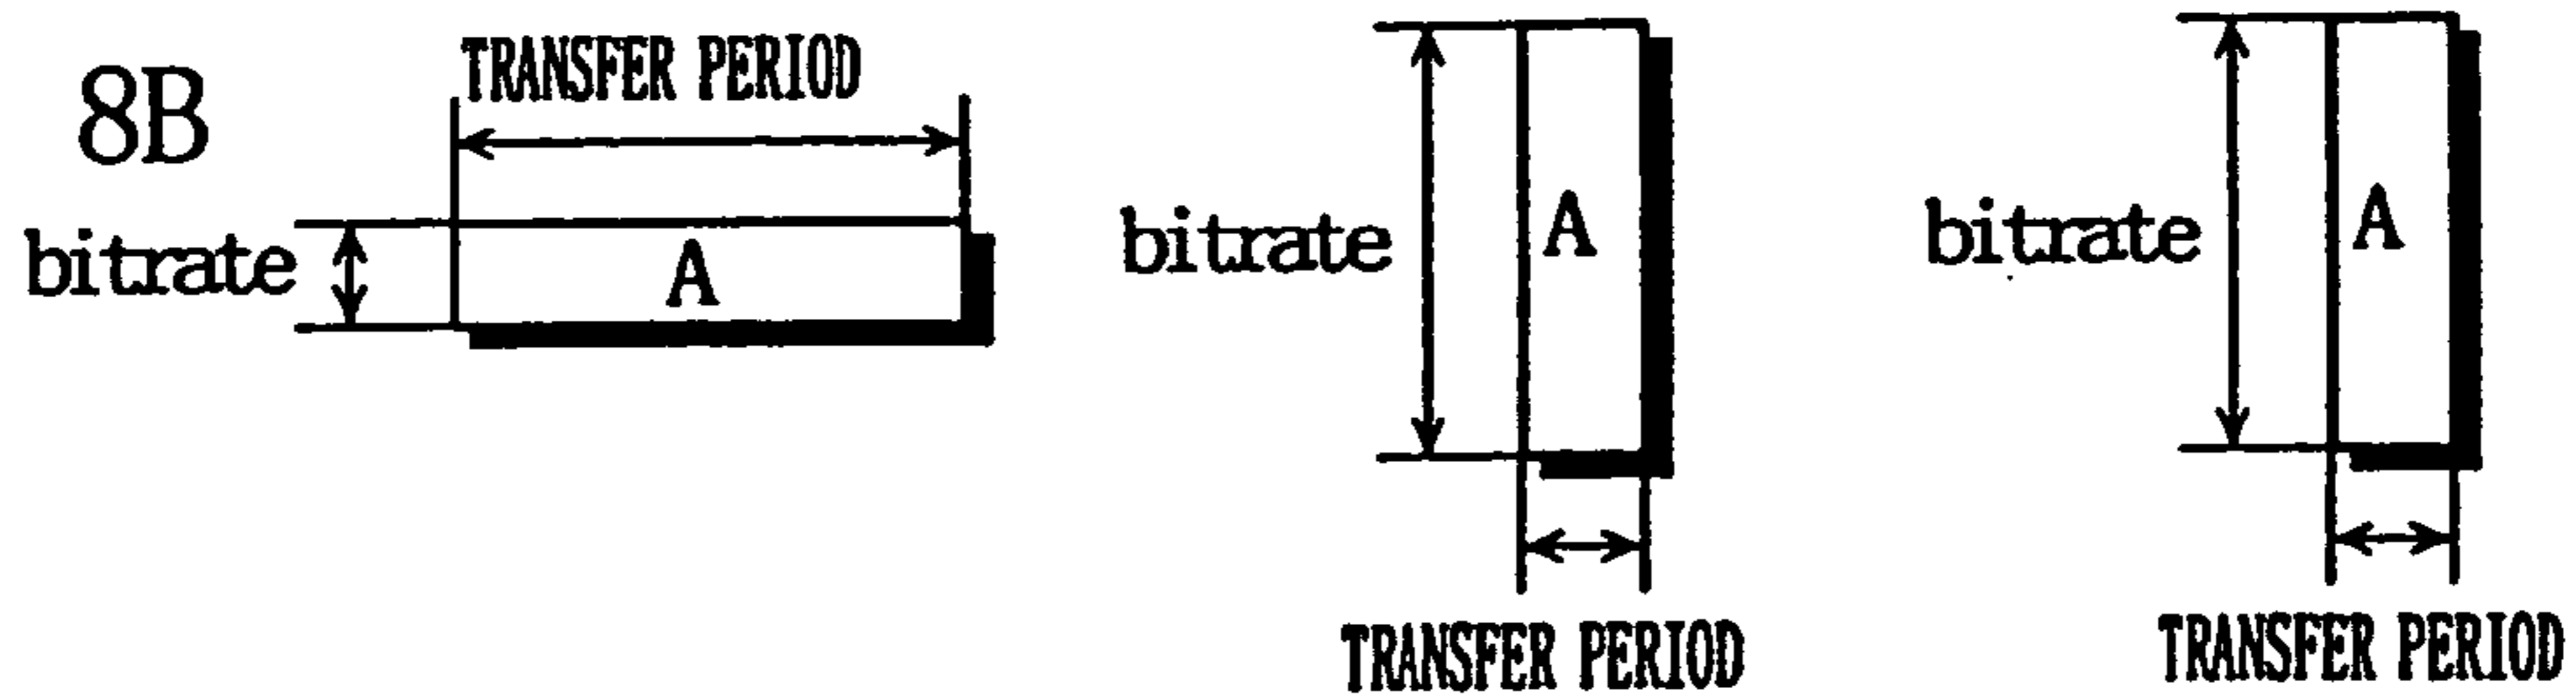 8B
TRANSFER PERIOD
bitrate
A
bitrate
A
TRANSFER PERIOD
bitrate
A
TRANSFER PERIOD